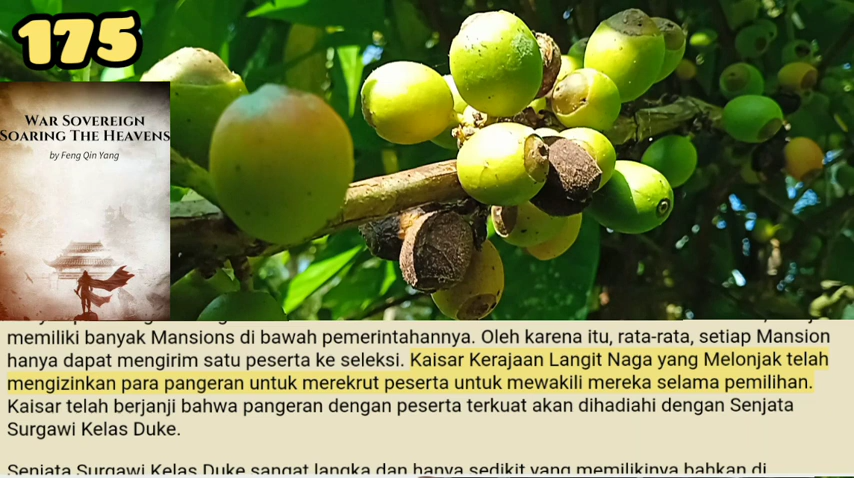 175
WAR SOVEREIGN
SOARING THE HEAVENS
by Feng Qin Yang
memiliki banyak Mansions di bawah pemerintahannya. Oleh karena itu, rata-rata, setiap Mansion
hanya dapat mengirim satu peserta ke seleksi. Kaisar Kerajaan Langit Naga yang Melonjak telah
mengizinkan para pangeran untuk merekrut peserta untuk mewakili mereka selama pemilihan.
Kaisar telah berjanji bahwa pangeran dengan peserta terkuat akan dihadiahi dengan Senjata
Surgawi Kelas Duke.
Senjata Surgawi Kelas Duke sangat langka dan hanya sedikit yang memilikinya bahkan di